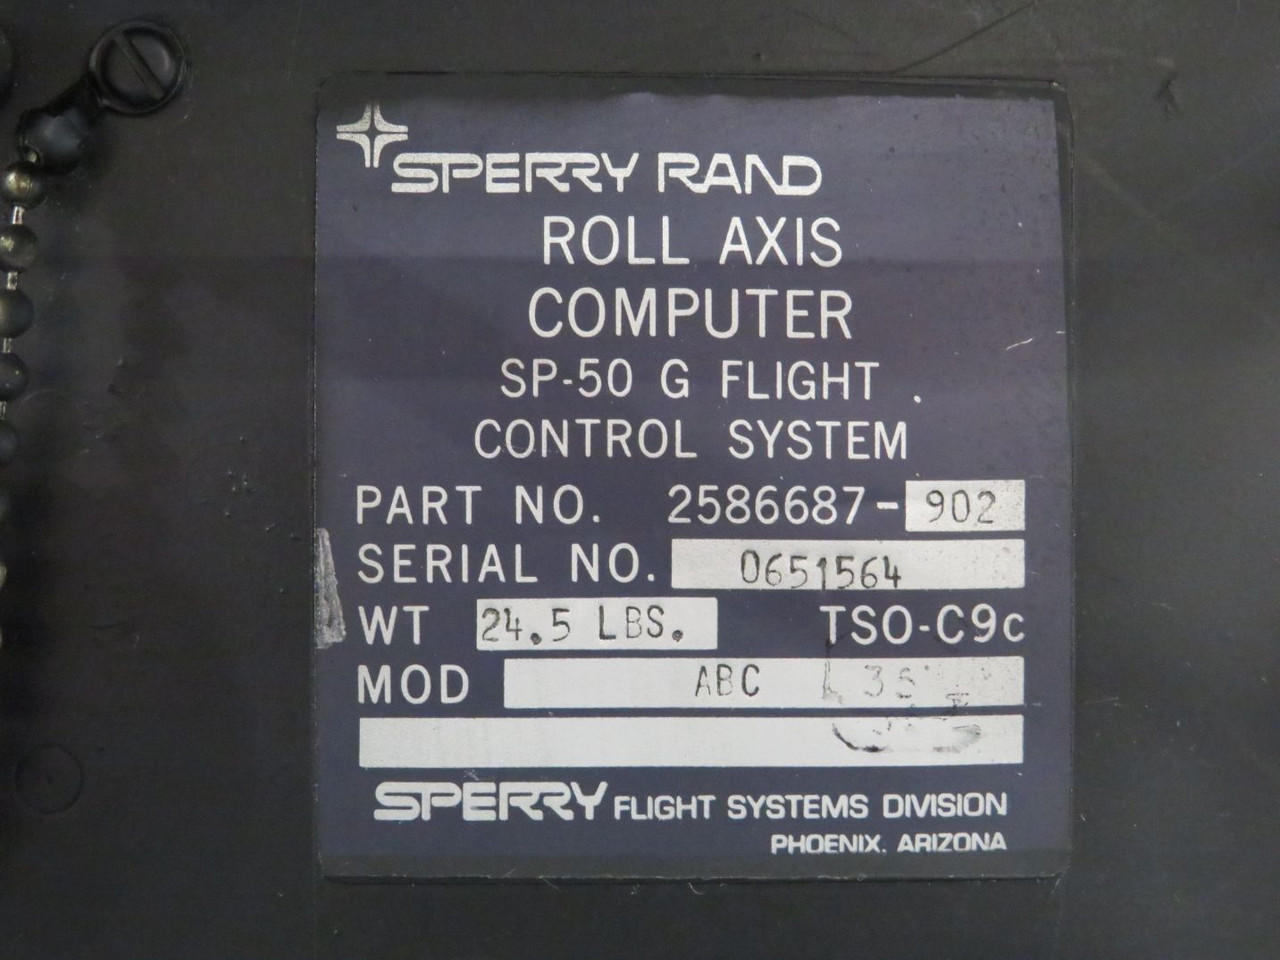 SPERRY RAND
ROLL AXIS
COMPUTER
SP-50 G FLIGHT
CONTROL SYSTEM
PART NO. 2586687-902
SERIAL NO. 0651564
WT 24.5 LBS. TSO-C9c
MOD ABC
SPERRY FLIGHT SYSTEMS DIVISION
PHOENIX, ARIZONA